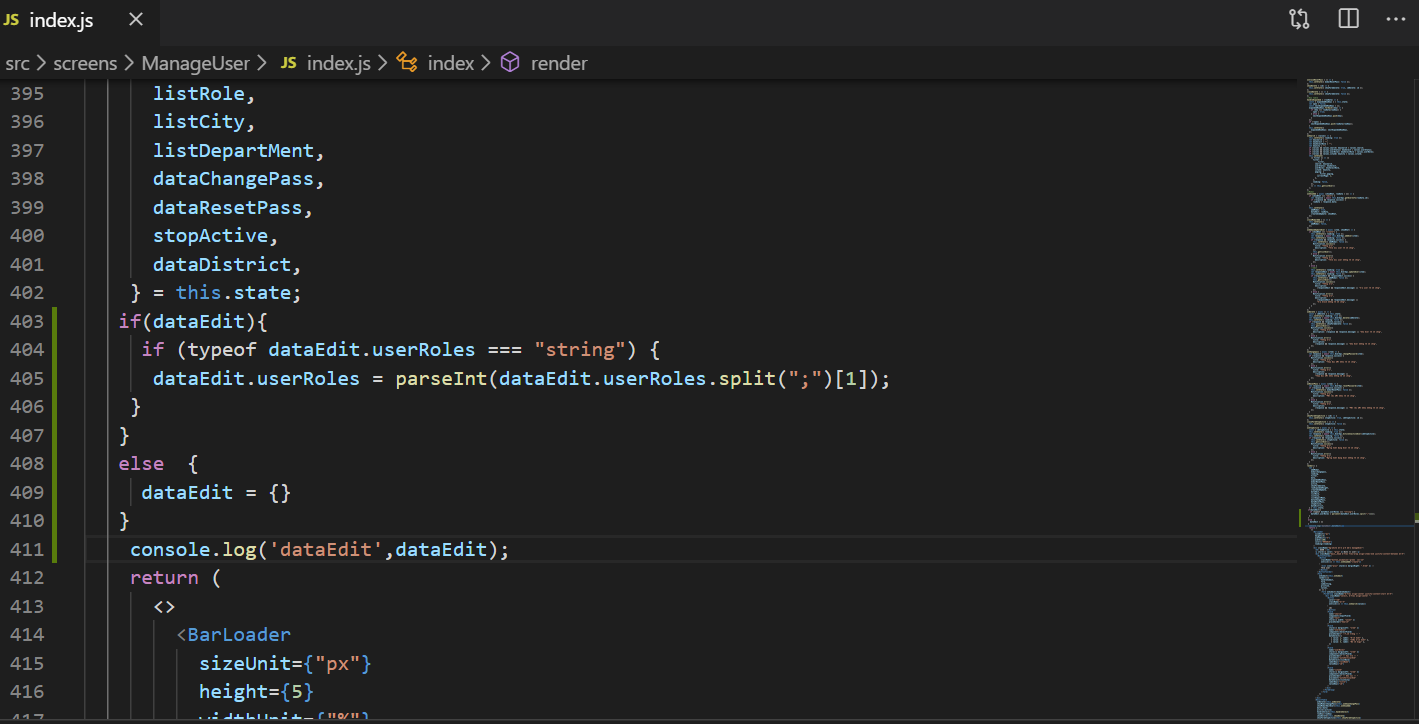 JS index.js
src > screens > ManageUser > JS index.js > index > render
395 listRole,
396 listCity,
397 listDepartMent,
398 dataChangePass,
399 dataResetPass,
400 stopActive,
401 dataDistrict,
402 } = this.state;
403 if(dataEdit){
404 if (typeof dataEdit.userRoles === "string") {
405 dataEdit.userRoles = parseInt(dataEdit.userRoles.split(";")[1]);
406 }
407 }
408 else  {
409 dataEdit = {}
410 }
411 console.log('dataEdit',dataEdit);
412 return (
413 <>
414 <BarLoader
415 sizeUnit={"px"}
416 height={5}
417 widthUnit={"%"}